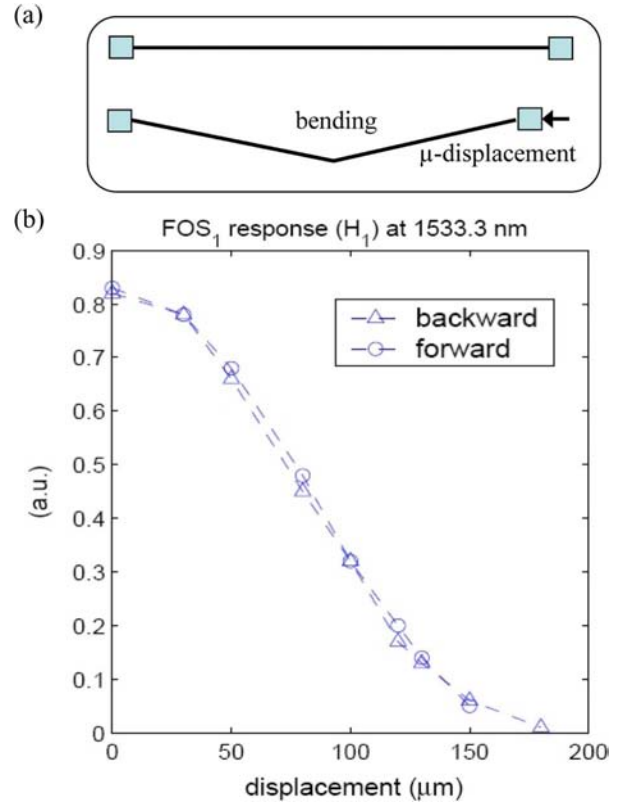 (a)
bending
μ-displacement
(b)
FOS₁ response (H₁) at 1533.3 nm
0.9
0.8
0.7
0.6
0.5
0.4
0.3
0.2
0.1
0
(a.u.)
backward
forward
0 50 100 150 200
displacement (μm)